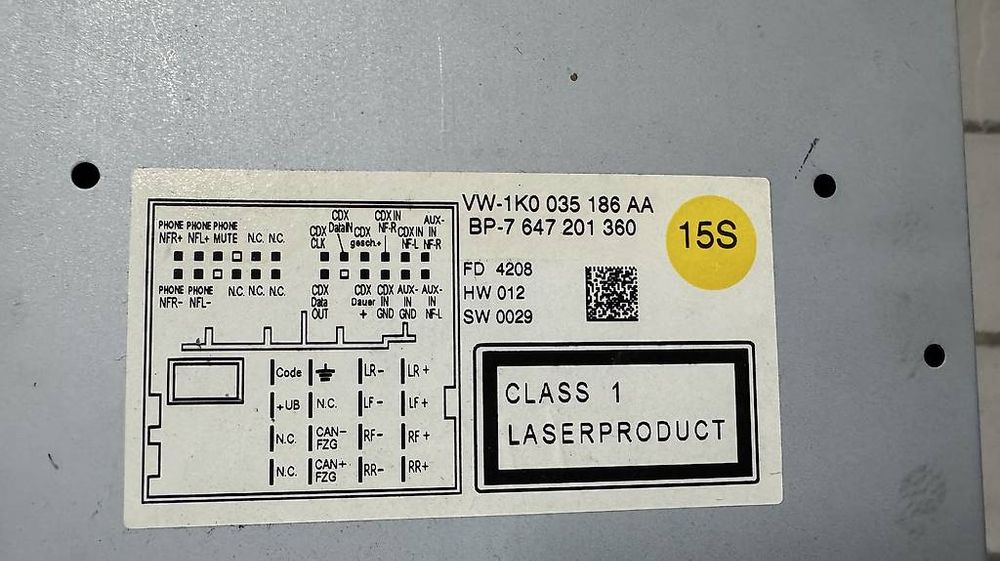 VW-1K0 035 186 AA
BP-7 647 201 360
15S
FD 4208
HW 012
SW 0029
CLASS 1
LASERPRODUCT
PHONE PHONE PHONE
NFR+ NFL+ MUTE N.C. N.C.
CDX CLK
CDX DataIN
CDX gesch.+
CDX IN NF-R
CDX IN NF-L
AUX-IN NF-R
PHONE PHONE
NFR- NFL- N.C. N.C. N.C.
CDX Data OUT
CDX Dauer +
CDX IN GND
AUX-IN GND
AUX-IN NF-L
Code LR- LR+
+UB N.C. LF- LF+
N.C. CAN- FZG RF- RF+
N.C. CAN+ FZG RR- RR+